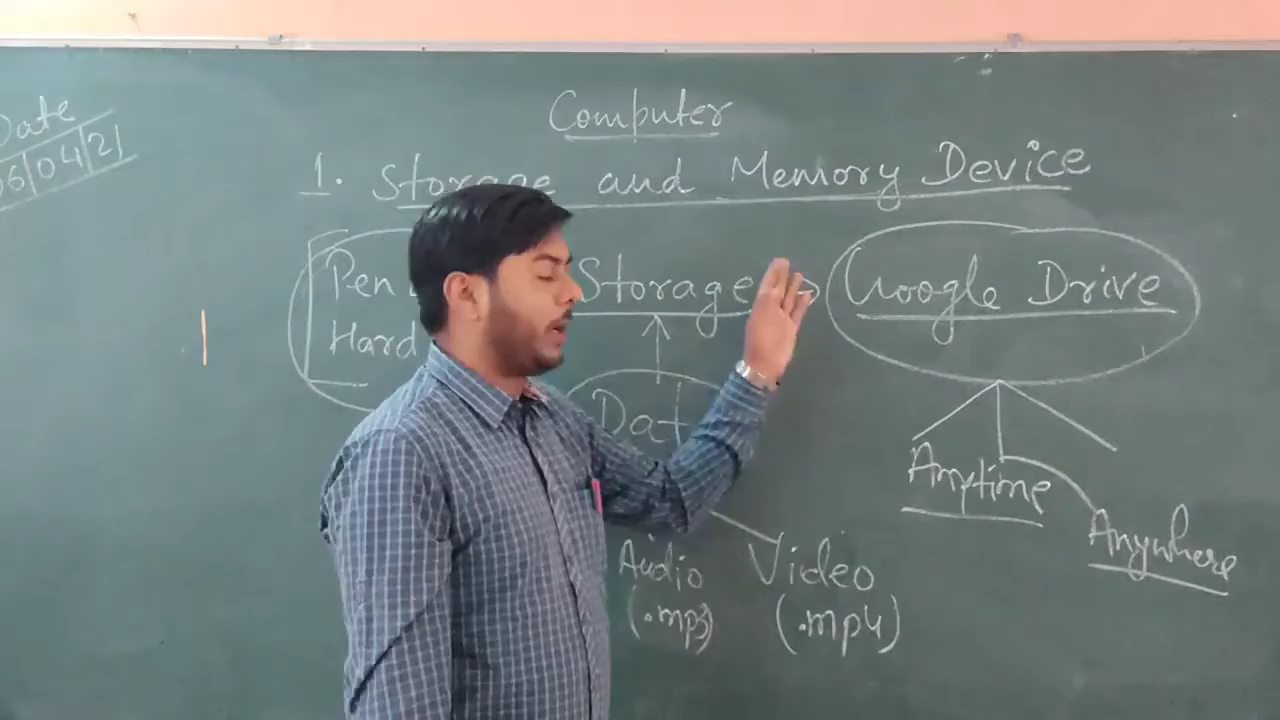 Computer
Date
06/04/21
1. Storage and Memory Device
Pen
Storage
Google Drive
Hard
Data
Anytime
Anywhere
Audio
Video
(.mp3)
(.mp4)